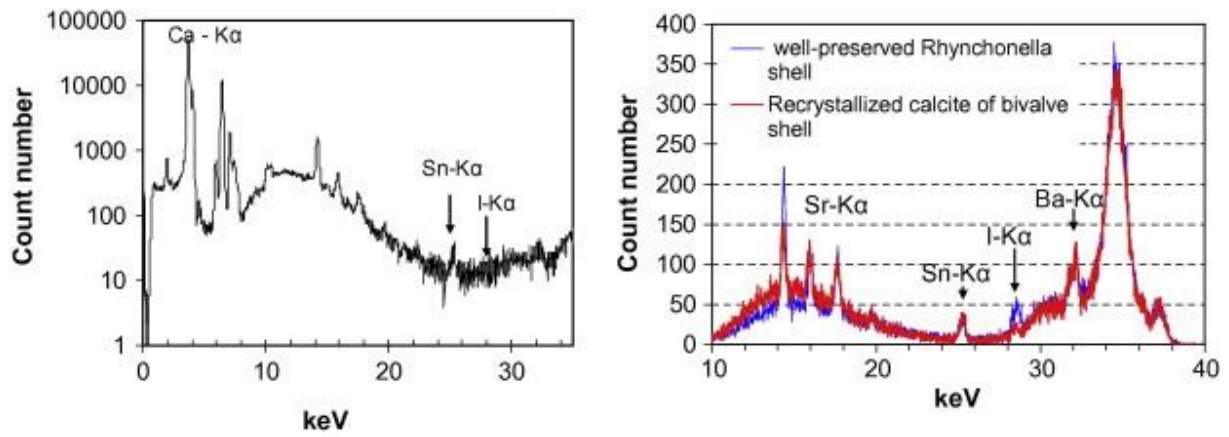 100000
10000
1000
100
10
1
Count number
Ca - Kα
Sn-Kα
I-Kα
0
10
20
30
keV
400
350
300
250
200
150
100
50
0
Count number
well-preserved Rhynchonella
shell
Recrystallized calcite of bivalve
shell
Sr-Kα
Sn-Kα
I-Kα
Ba-Kα
10
20
30
40
keV